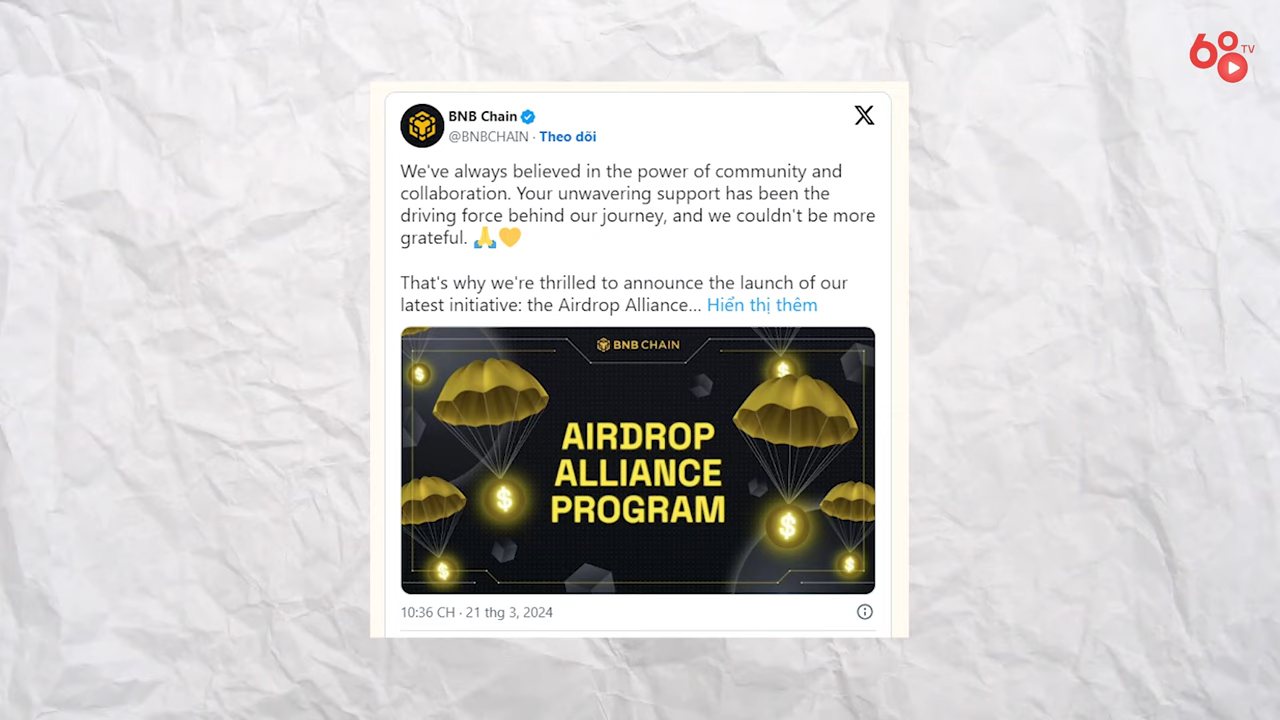 68 TV
BNB Chain
@BNBCHAIN · Theo dõi
We've always believed in the power of community and
collaboration. Your unwavering support has been the
driving force behind our journey, and we couldn't be more
grateful. 🙏💛
That's why we're thrilled to announce the launch of our
latest initiative: the Airdrop Alliance... Hiển thị thêm
BNB CHAIN
AIRDROP
ALLIANCE
PROGRAM
10:36 CH · 21 thg 3, 2024